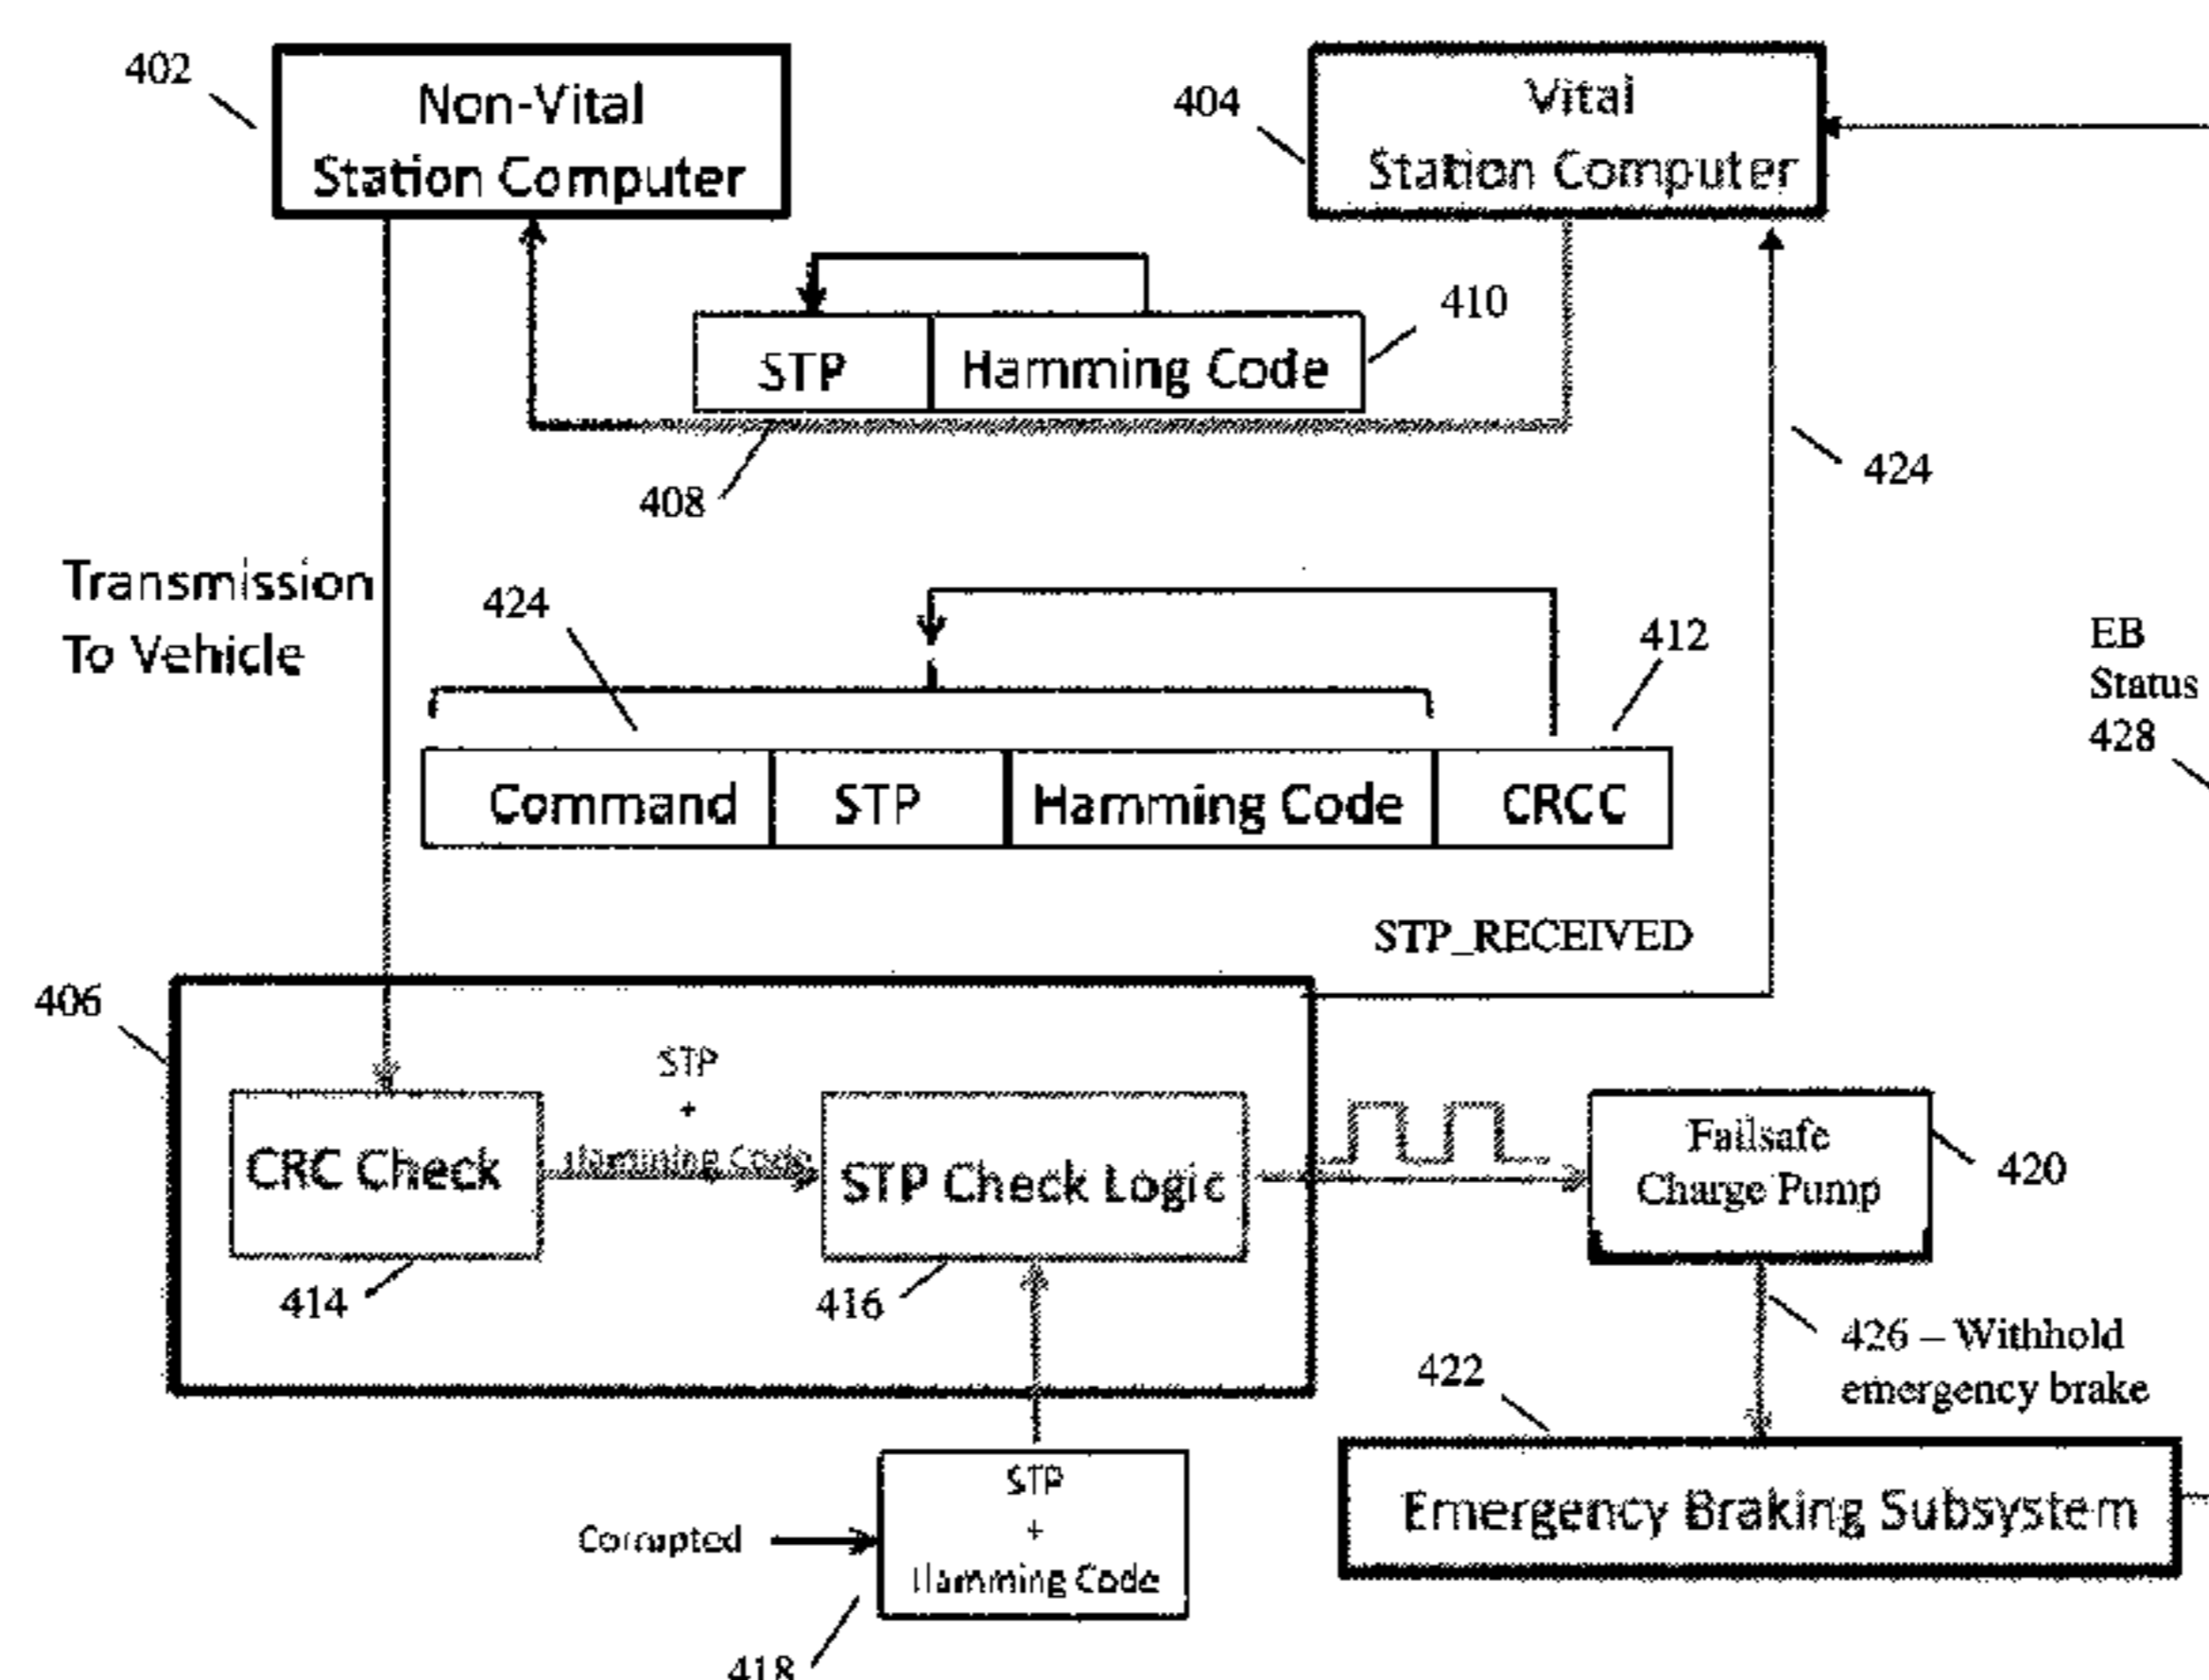 402
Non-Vital
Station Computer
404
Vital
Station Computer
410
STP
Hamming Code
408
424
Transmission
To Vehicle
424
412
EB
Status
428
Command
STP
Hamming Code
CRCC
STP_RECEIVED
406
STP
+
Hamming Code
CRC Check
STP Check Logic
414
416
Failsafe
Charge Pump
420
426 – Withhold
emergency brake
422
Emergency Braking Subsystem
Corrupted
STP
+
Hamming Code
418